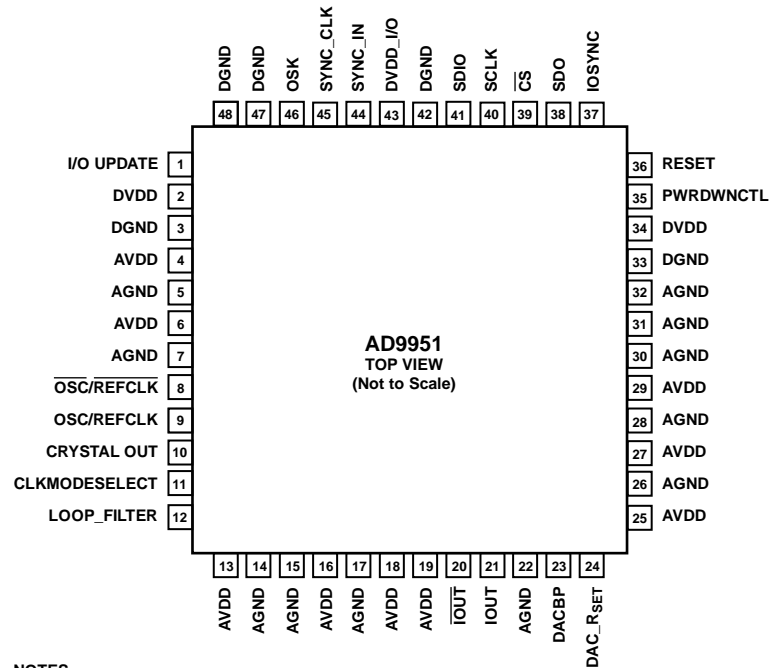 DGND
DGND
OSK
SYNC_CLK
SYNC_IN
DVDD_I/O
DGND
SDIO
SCLK
CS
SDO
IOSYNC
48 47 46 45 44 43 42 41 40 39 38 37
I/O UPDATE 1
DVDD 2
DGND 3
AVDD 4
AGND 5
AVDD 6
AGND 7
OSC/REFCLK 8
OSC/REFCLK 9
CRYSTAL OUT 10
CLKMODESELECT 11
LOOP_FILTER 12
AD9951
TOP VIEW
(Not to Scale)
36 RESET
35 PWRDWNCTL
34 DVDD
33 DGND
32 AGND
31 AGND
30 AGND
29 AVDD
28 AGND
27 AVDD
26 AGND
25 AVDD
13 14 15 16 17 18 19 20 21 22 23 24
AVDD
AGND
AGND
AVDD
AGND
AVDD
AVDD
IOUT
IOUT
AGND
DACBP
DAC_RSET
NOTES